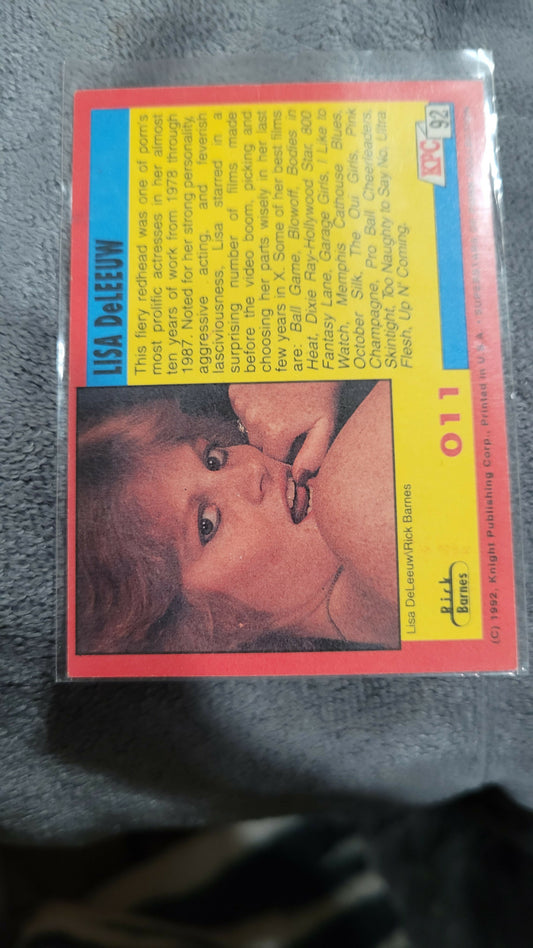 LISA DeLEEUW
This fiery redhead was one of porn's
most prolific actresses in her almost
ten years of work from 1978 through
1987. Noted for her strong personality,
aggressive acting, and feverish
lasciviousness, Lisa starred in a
surprising number of films made
before the video boom, picking and
choosing her parts wisely in her last
few years in X. Some of her best films
are: Ball Game, Blowoff, Bodies in
Heat, Dixie Ray-Hollywood Star, 800
Fantasy Lane, Garage Girls, I Like to
Watch, Memphis Cathouse Blues,
October Silk, The Oui Girls, Pink
Champagne, Pro Ball Cheerleaders,
Skintight, Too Naughty to Say No, Ultra
Flesh, Up N' Coming.
Lisa DeLeeuw\Rick Barnes
Rick
Barnes
011
KPC
92
(C) 1992, Knight Publishing Corp., Printed in U.S.A.